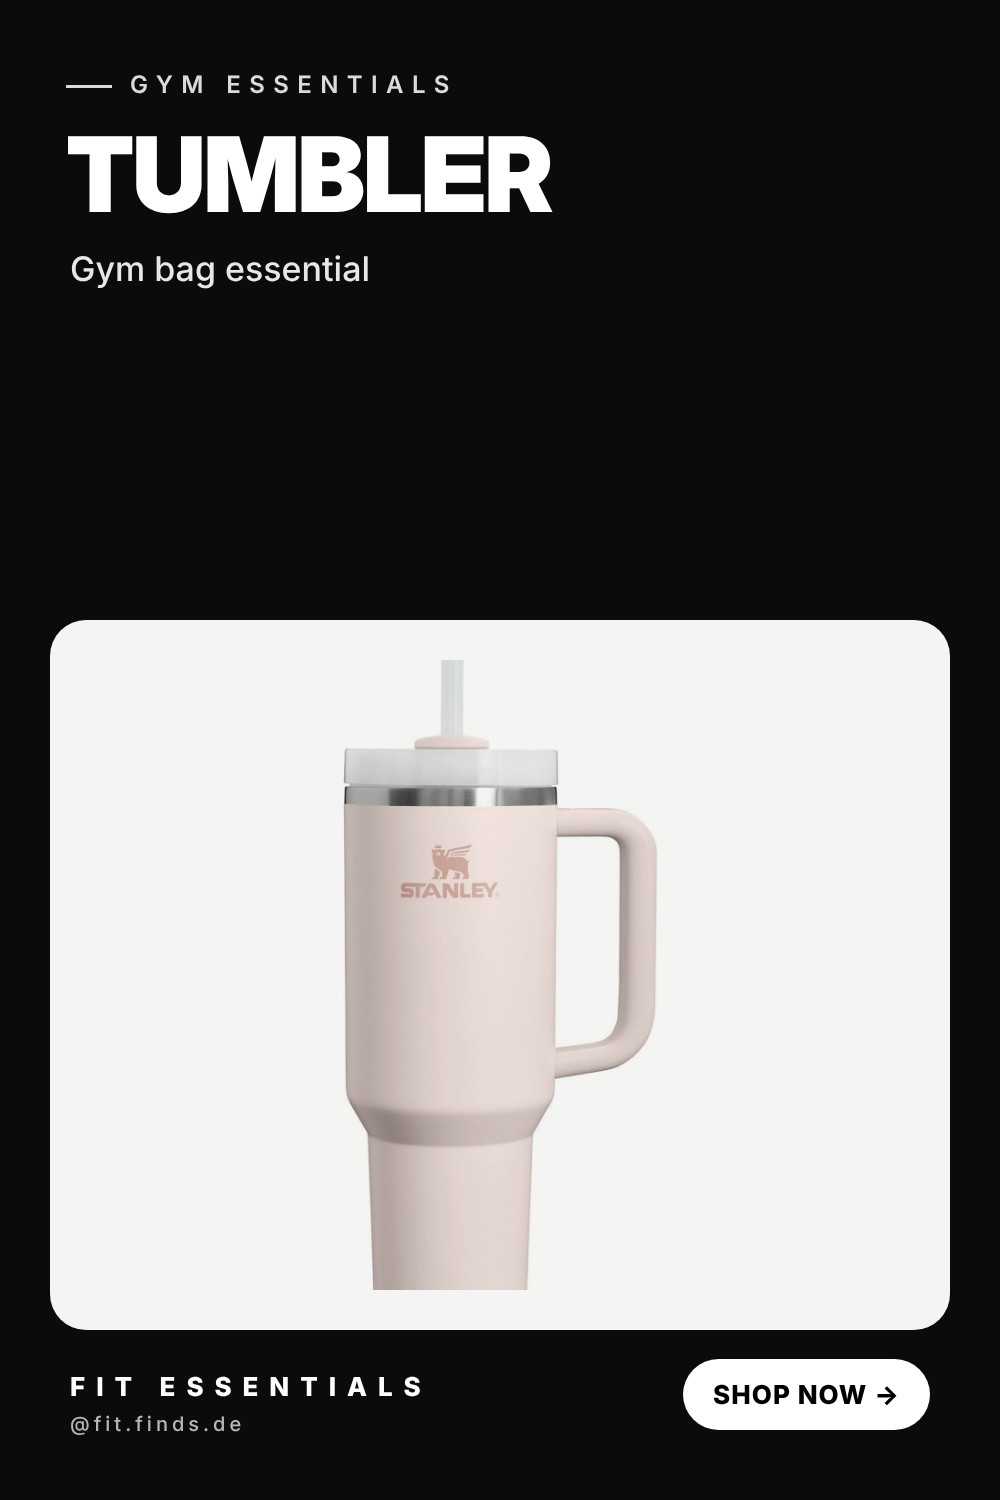 GYM ESSENTIALS
TUMBLER
Gym bag essential
STANLEY
FIT ESSENTIALS
@fit.finds.de
SHOP NOW →